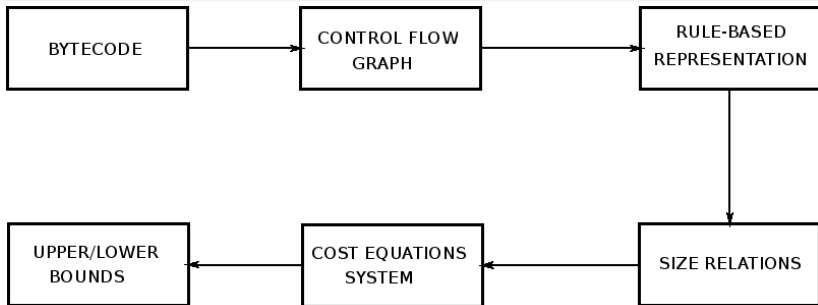 BYTECODE
CONTROL FLOW
GRAPH
RULE-BASED
REPRESENTATION
UPPER/LOWER
BOUNDS
COST EQUATIONS
SYSTEM
SIZE RELATIONS